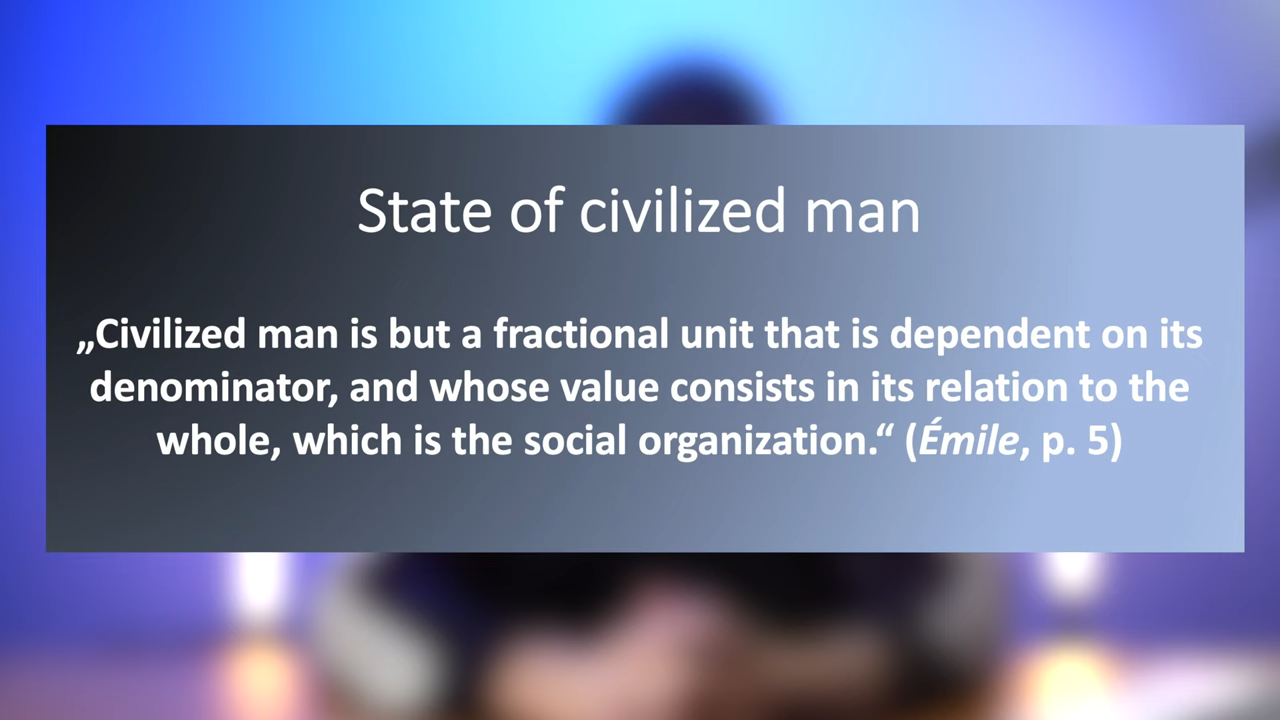 State of civilized man
„Civilized man is but a fractional unit that is dependent on its
denominator, and whose value consists in its relation to the
whole, which is the social organization.“ (Émile, p. 5)